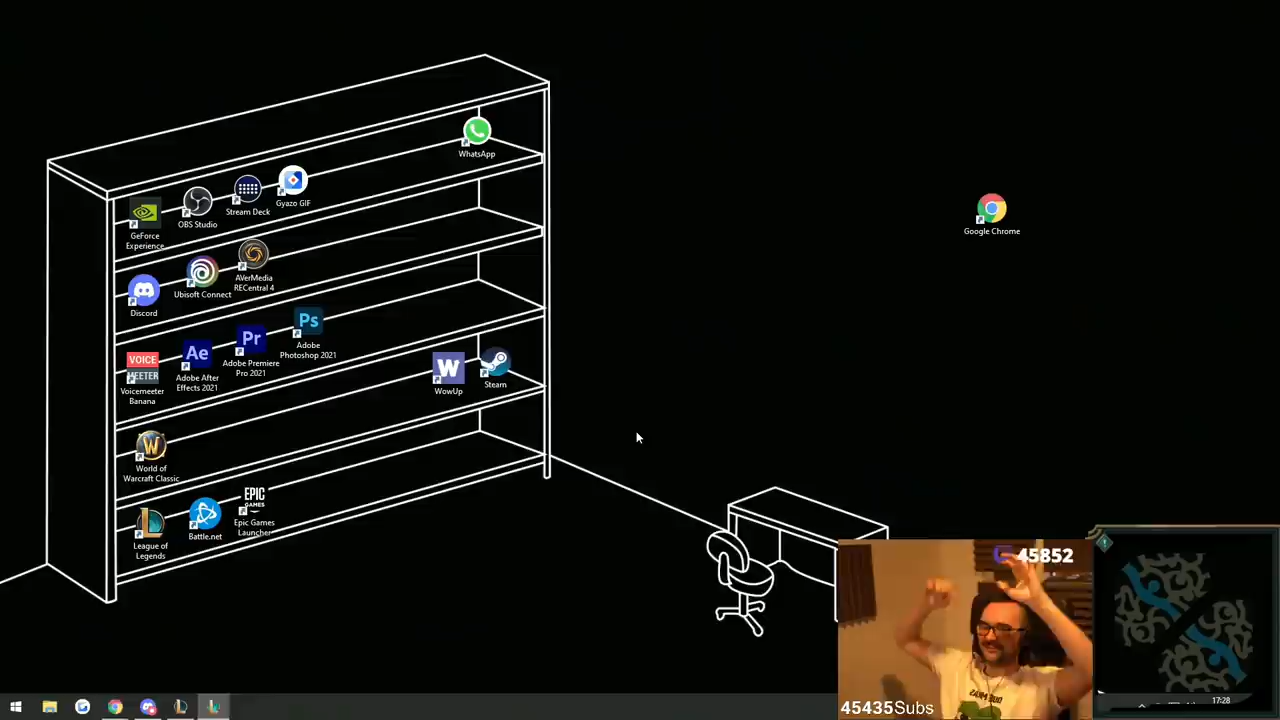 WhatsApp
Gyazo GIF
Stream Deck
OBS Studio
GeForce
Experience
Google Chrome
AVerMedia
RECentral 4
Ubisoft Connect
Discord
Ps
Adobe
Photoshop 2021
Pr
Adobe Premiere
Pro 2021
Ae
Adobe After
Effects 2021
VOICE
MEETER
Voicemeeter
Banana
W
WowUp
Steam
W
World of
Warcraft Classic
EPIC
GAMES
Epic Games
Launcher
Battle.net
League of
Legends
45852
45435Subs
17:28